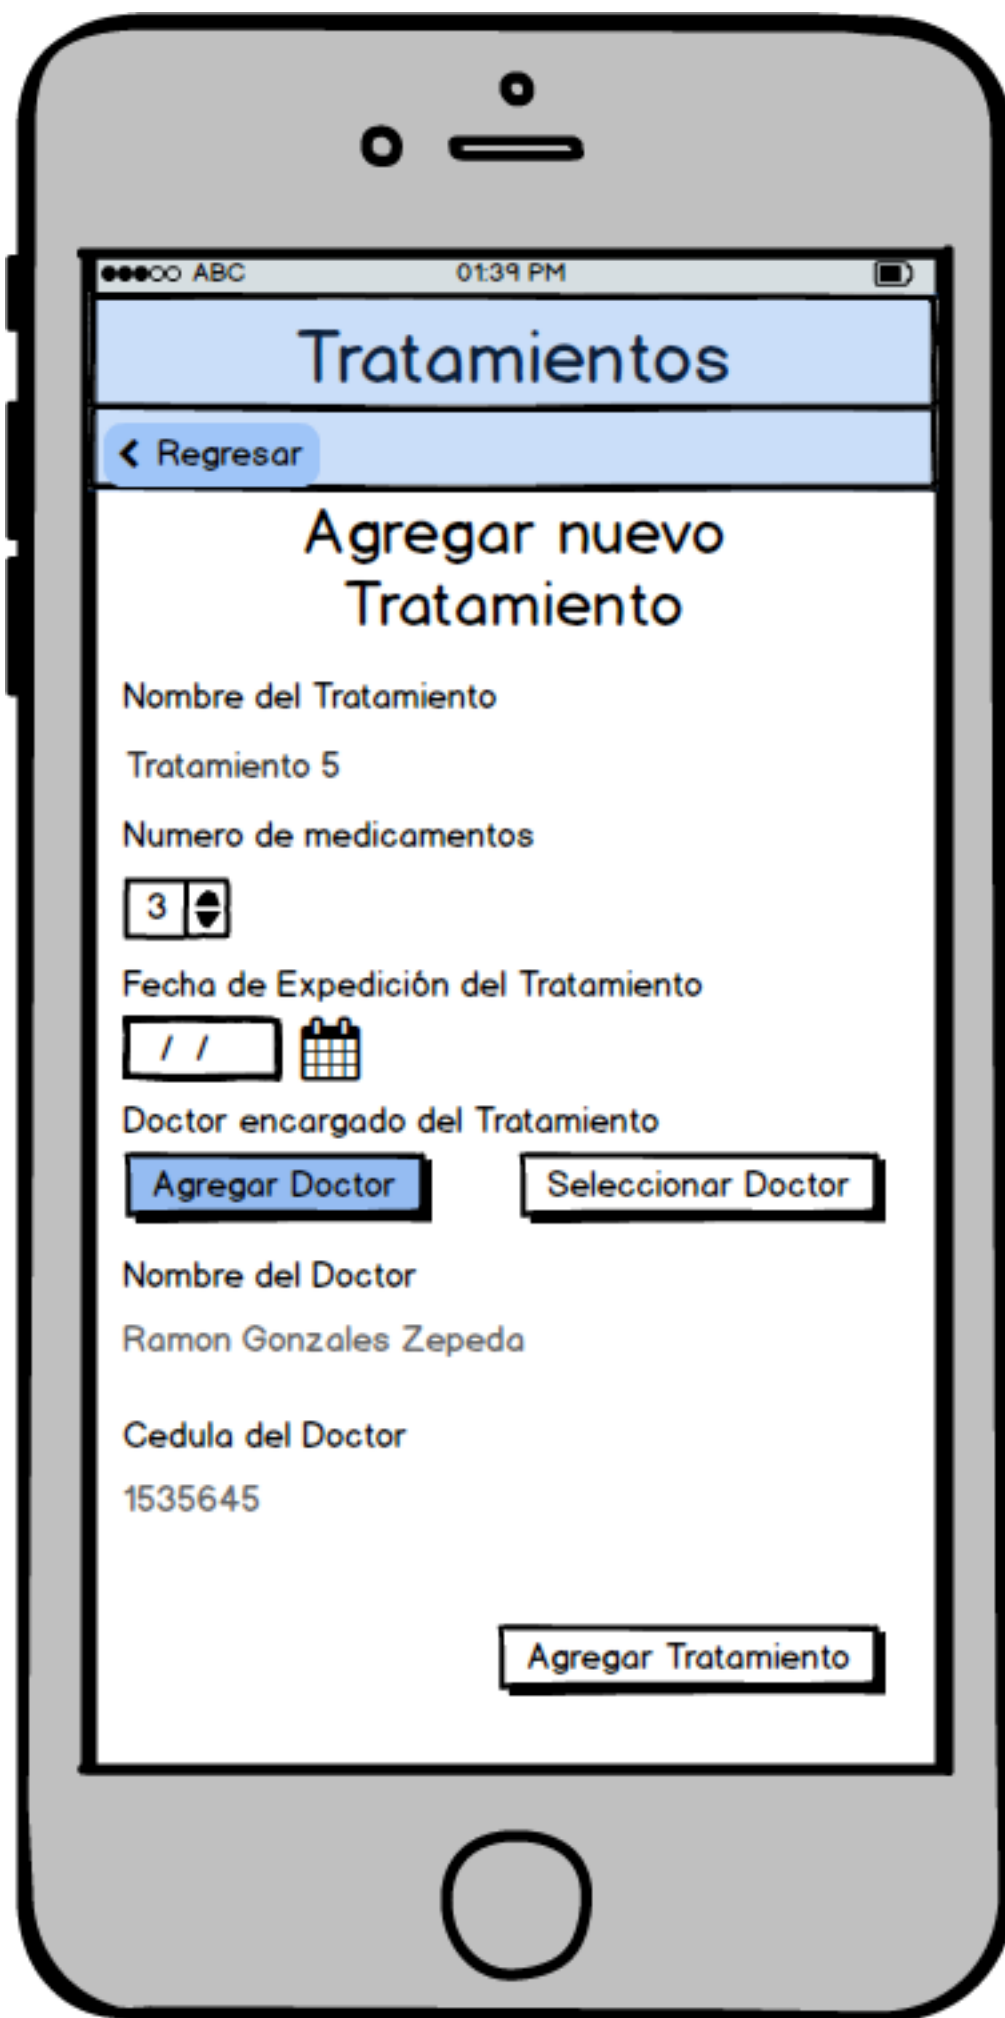 ABC 01:39 PM
Tratamientos
Regresar
Agregar nuevo
Tratamiento
Nombre del Tratamiento
Tratamiento 5
Numero de medicamentos
3
Fecha de Expedición del Tratamiento
/ /
Doctor encargado del Tratamiento
Agregar Doctor Seleccionar Doctor
Nombre del Doctor
Ramon Gonzales Zepeda
Cedula del Doctor
1535645
Agregar Tratamiento